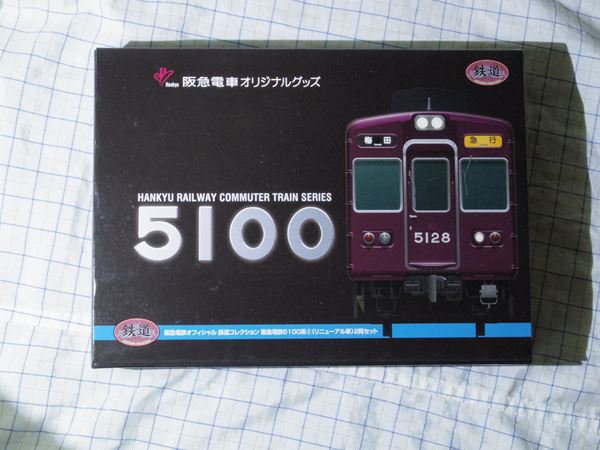 Hankyu 阪急電車オリジナルグッズ
鉄道
梅田
急行
HANKYU RAILWAY COMMUTER TRAIN SERIES
5100
5128
鉄道
阪急電鉄オフィシャル 鉄道コレクション 阪急電鉄5100系(リニューアル車)2両セット